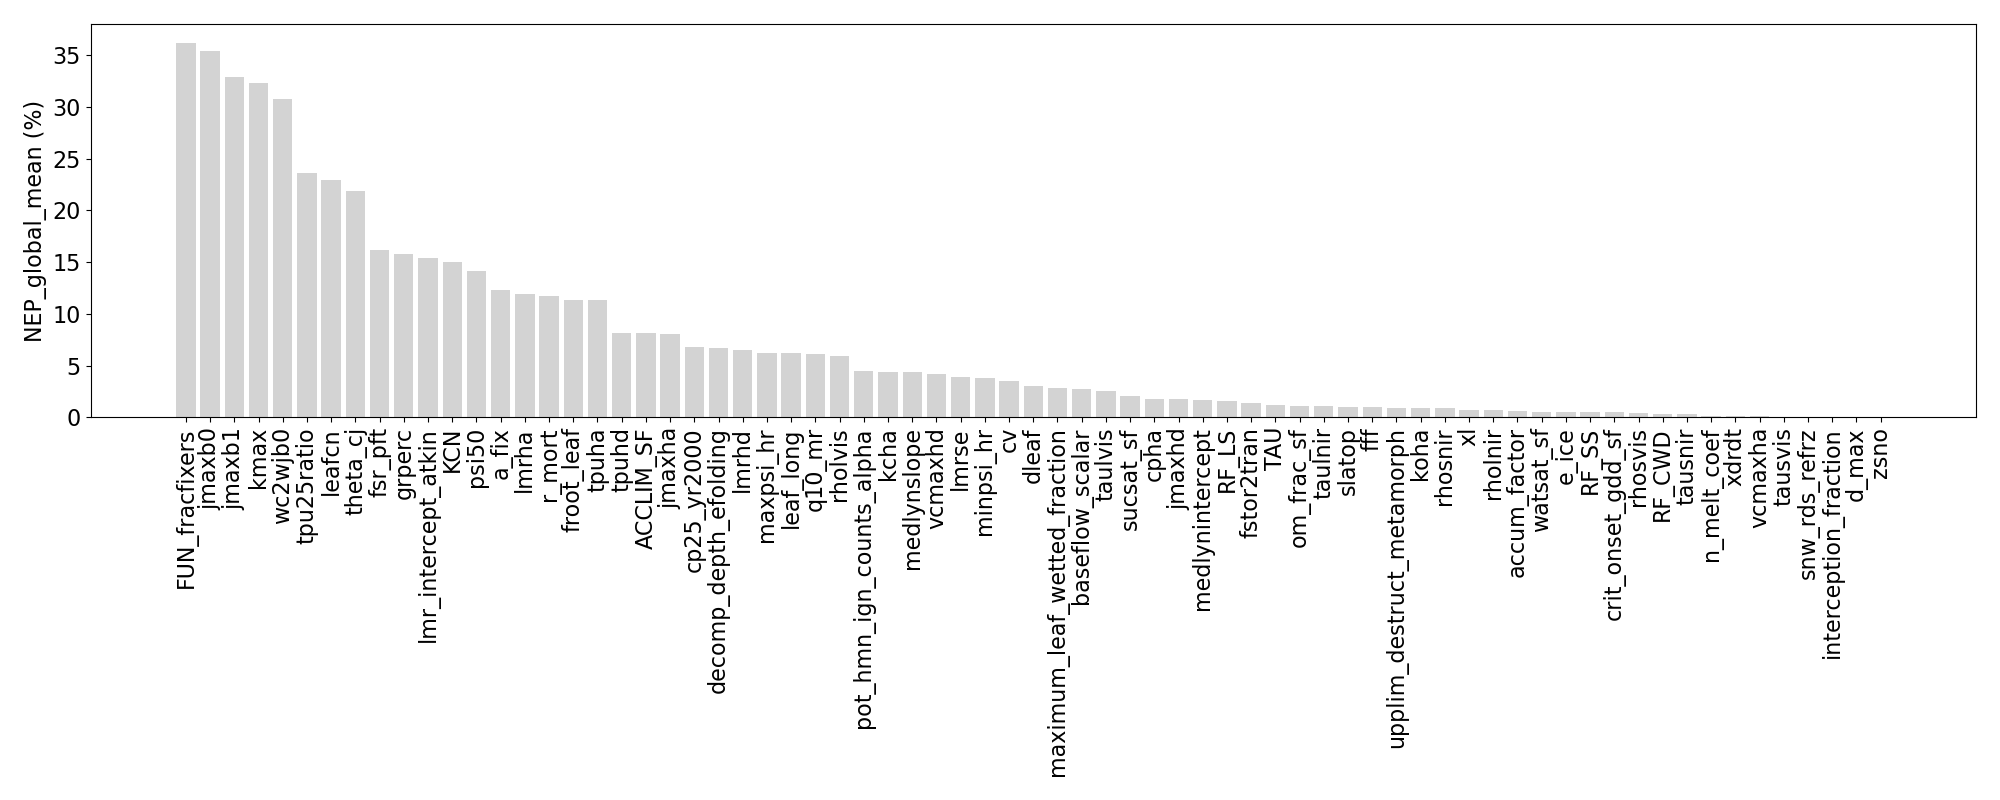 NEP_global_mean (%)
35
30
25
20
15
10
5
0
FUN_fracfixers
jmaxb0
jmaxb1
kmax
wc2wjb0
tpu25ratio
leafcn
theta_cj
fsr_pft
grperc
lmr_intercept_atkin
KCN
psi50
a_fix
lmrha
r_mort
froot_leaf
tpuha
tpuhd
ACCLIM_SF
jmaxha
cp25_yr2000
decomp_depth_efolding
lmrhd
maxpsi_hr
leaf_long
q10_mr
rholvis
pot_hmn_ign_counts_alpha
kcha
medlynslope
vcmaxhd
lmrse
minpsi_hr
cv
dleaf
maximum_leaf_wetted_fraction
baseflow_scalar
taulvis
sucsat_sf
cpha
jmaxhd
medlynintercept
RF_LS
fstor2tran
TAU
om_frac_sf
taulnir
slatop
fff
upplim_destruct_metamorph
koha
rhosnir
xl
rholnir
accum_factor
watsat_sf
e_ice
RF_SS
crit_onset_gdd_sf
rhosvis
RF_CWD
tausnir
n_melt_coef
xdrdt
vcmaxha
tausvis
snw_rds_refrz
interception_fraction
d_max
zsno